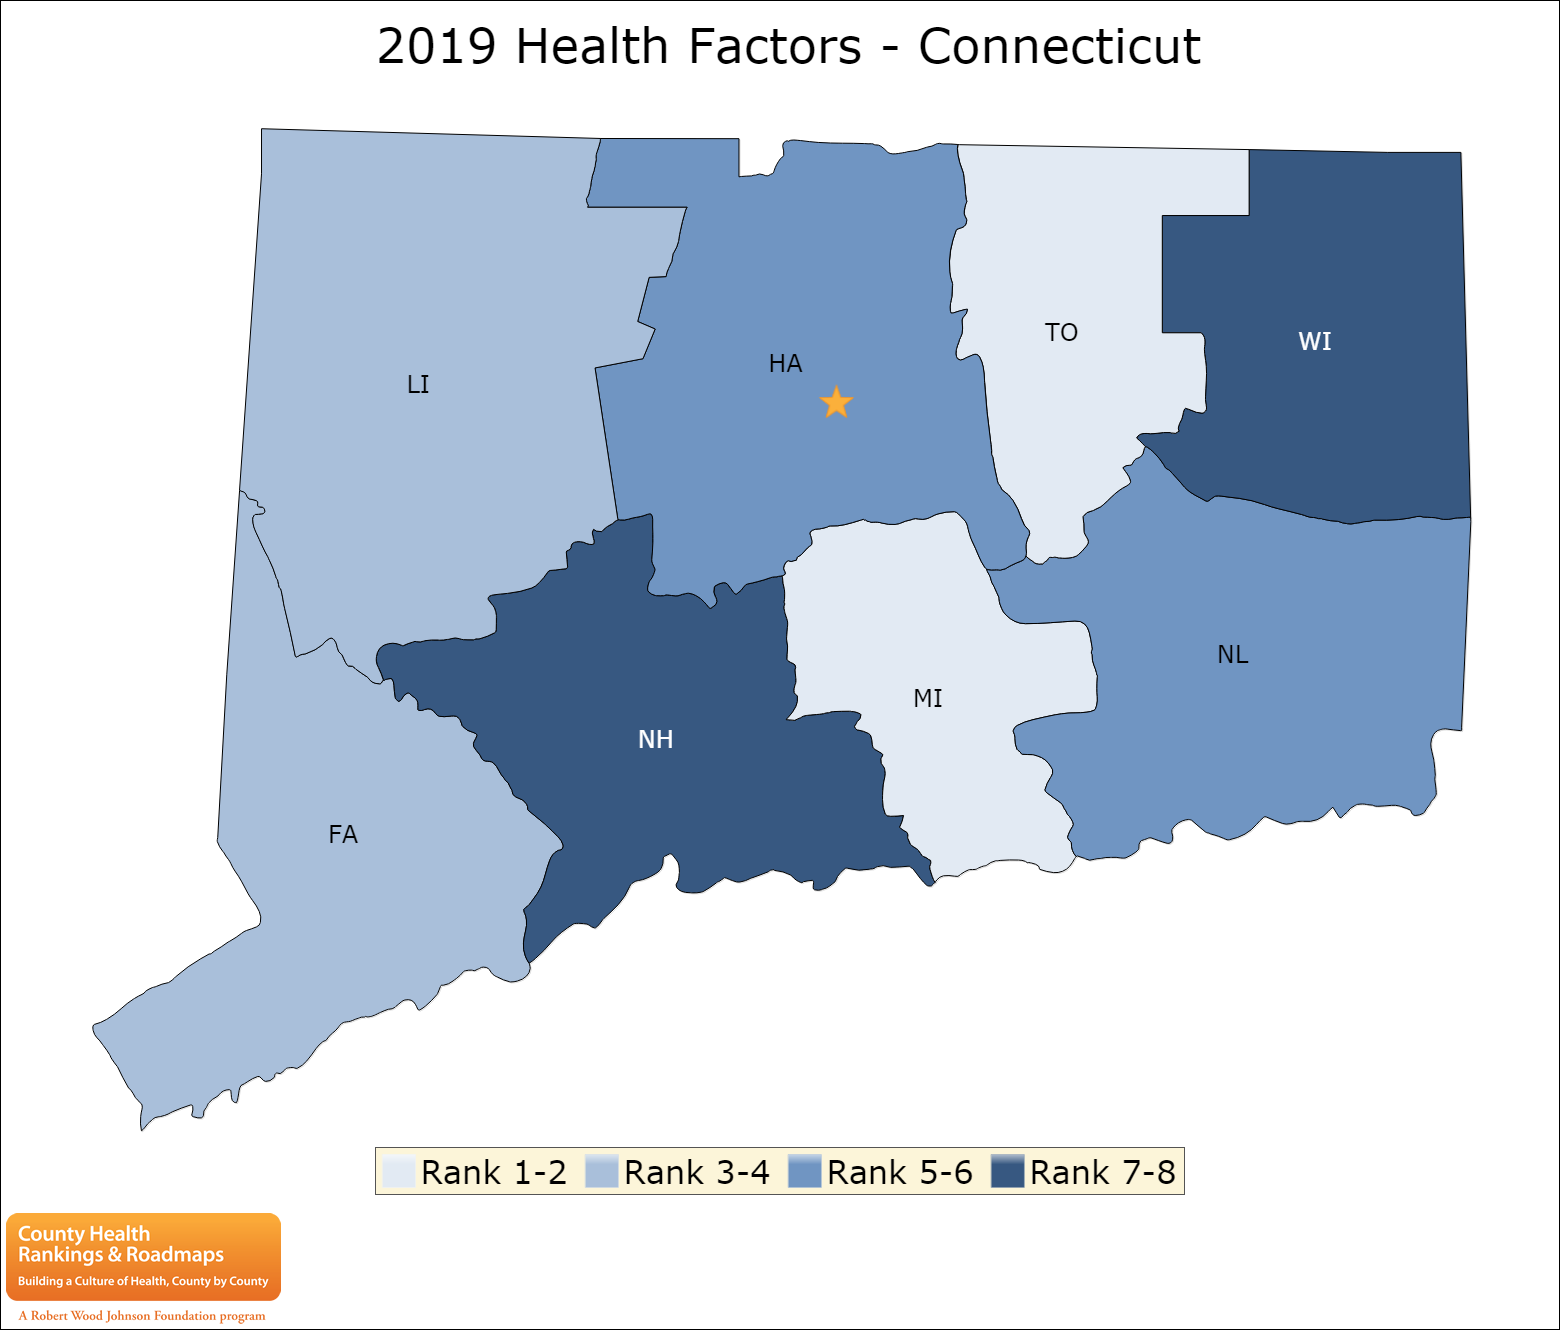 2019 Health Factors - Connecticut
TO
WI
HA
LI
NL
MI
NH
FA
Rank 1-2 Rank 3-4 Rank 5-6 Rank 7-8
County Health
Rankings & Roadmaps
Building a Culture of Health, County by County
A Robert Wood Johnson Foundation program